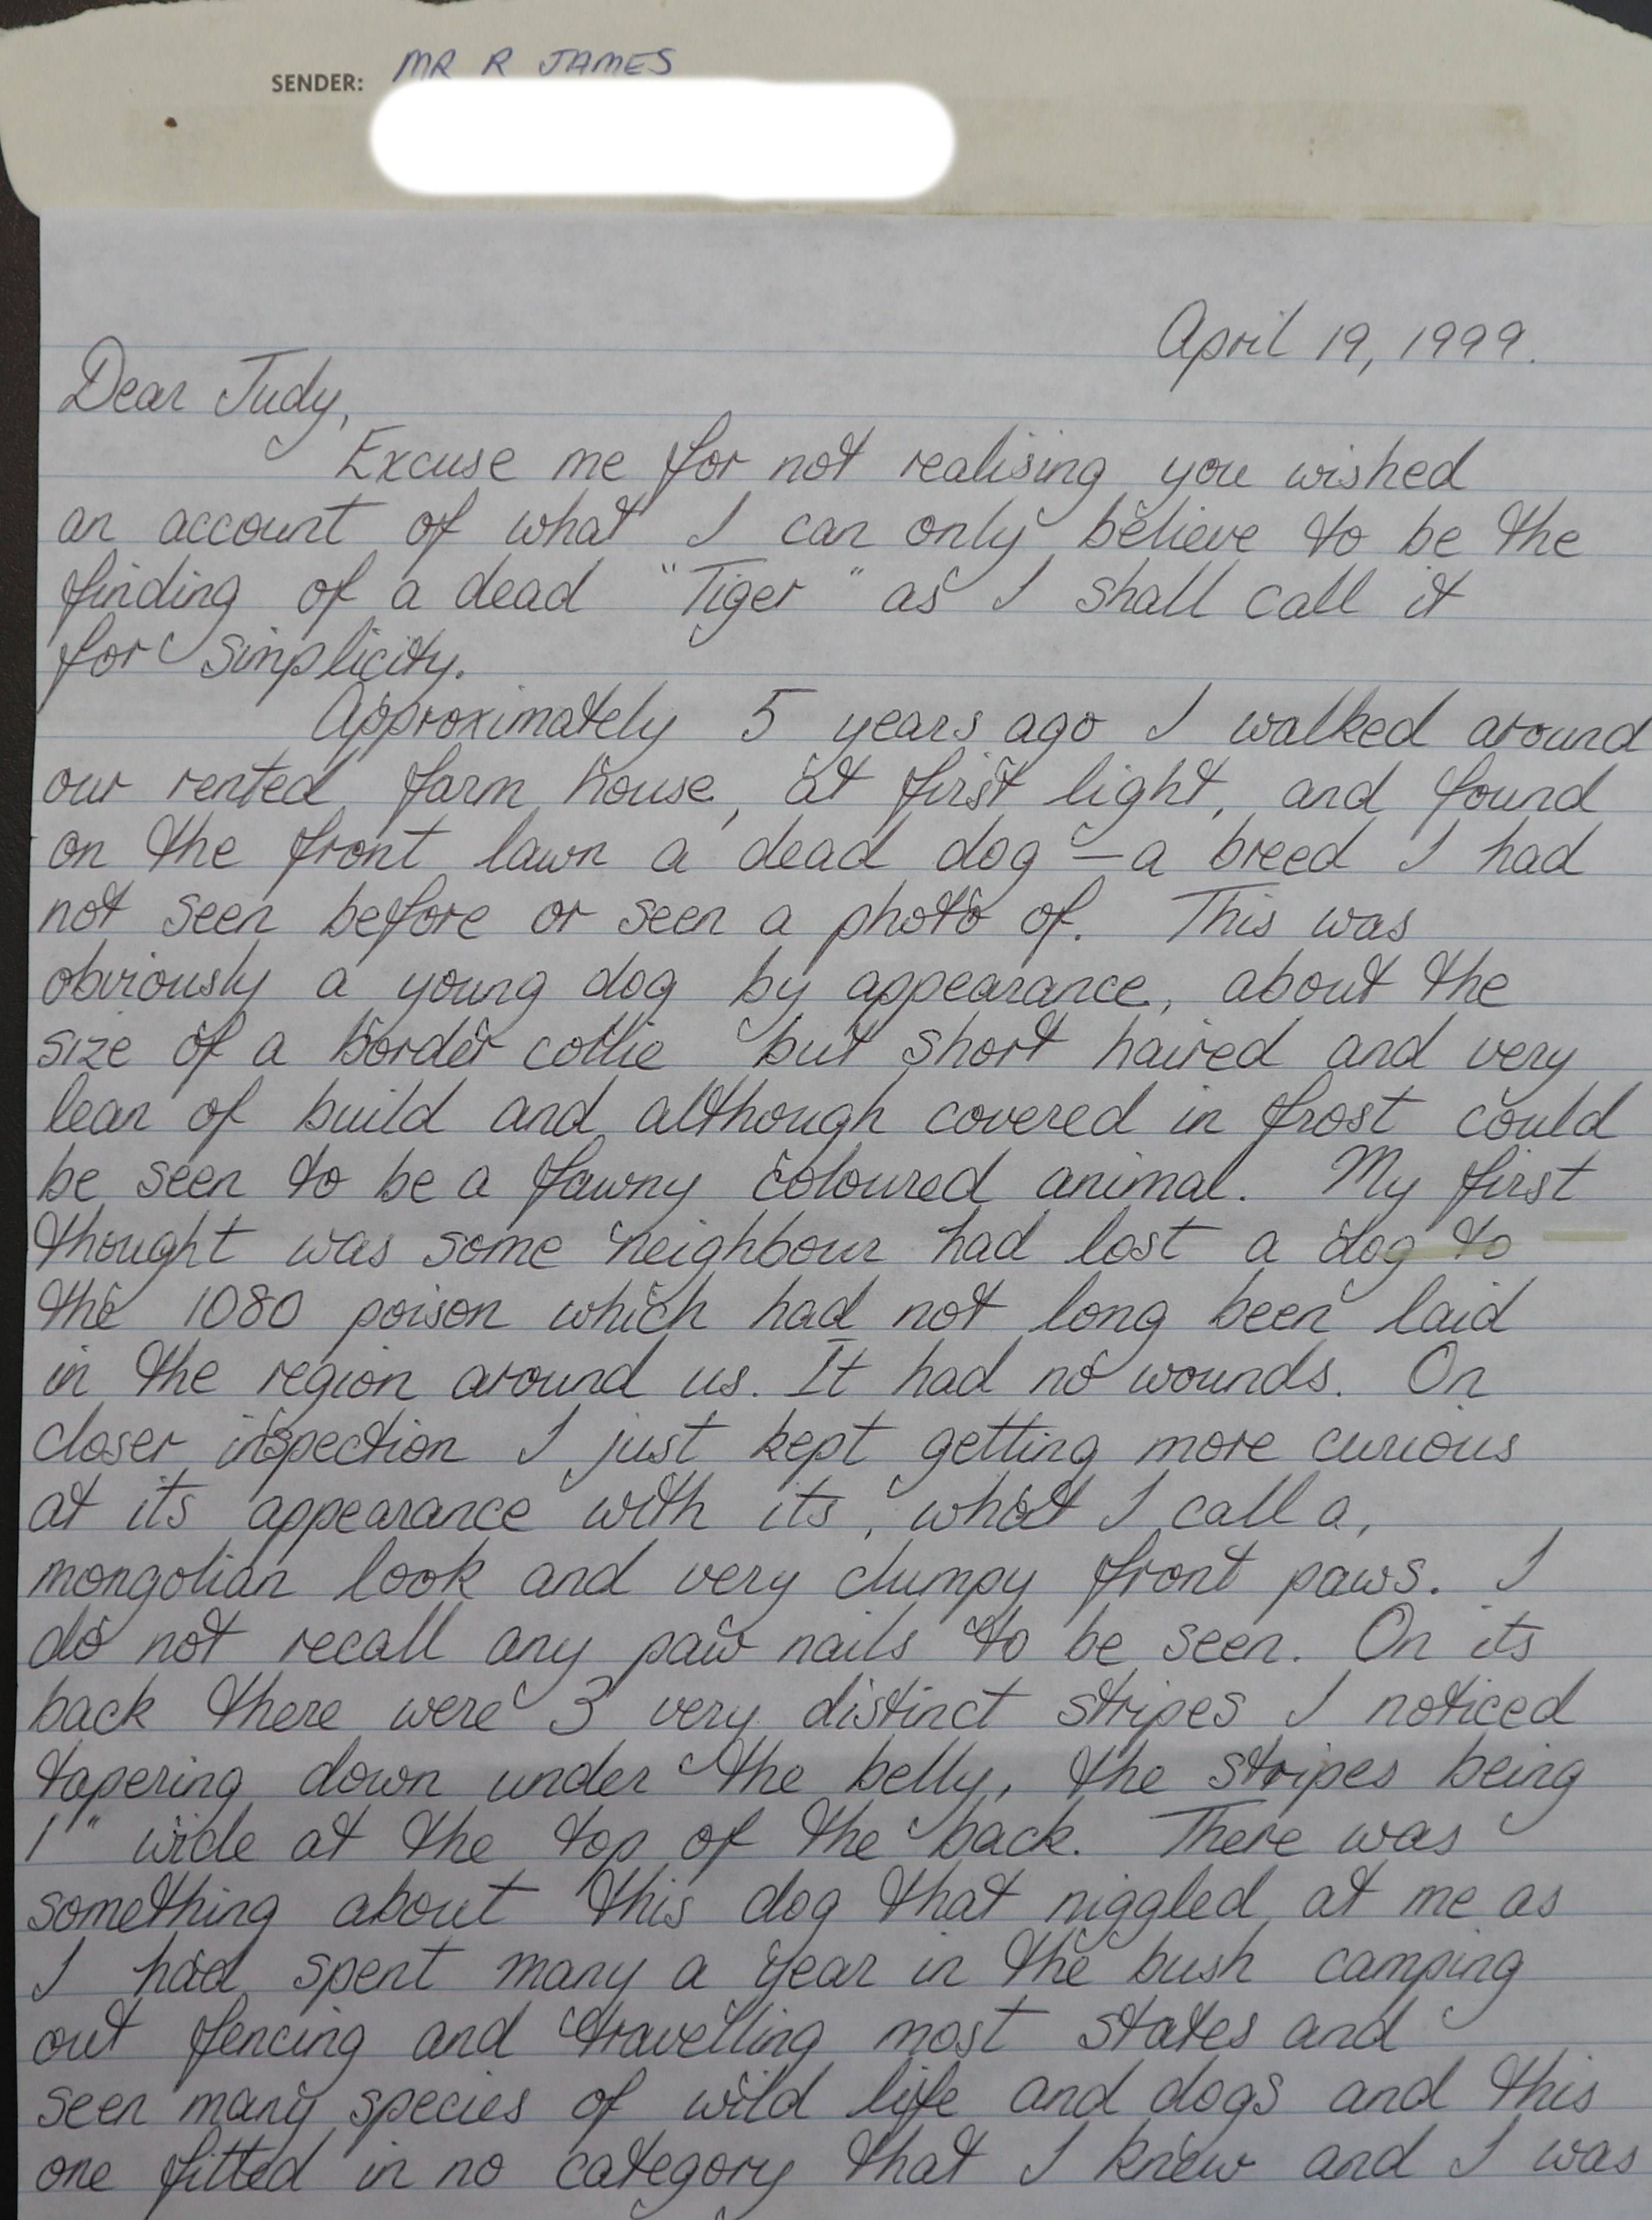 SENDER: MR R JAMES
April 19, 1999.
Dear Judy,
Excuse me for not realising you wished
an account of what I can only believe to be the
finding of a dead "Tiger" as I shall call it
for simplicity.
Approximately 5 years ago I walked around
our rented farm house, at first light, and found
on the front lawn a dead dog - a breed I had
not seen before or seen a photo of. This was
obviously a young dog by appearance, about the
size of a border collie but short haired and very
lean of build and although covered in frost could
be seen to be a fawny coloured animal. My first
thought was some neighbour had lost a dog to
the 1080 poison which had not long been laid
in the region around us. It had no wounds. On
closer inspection I just kept getting more curious
at its appearance with its, what I call a,
mongolian look and very clumpy front paws. I
do not recall any paw nails to be seen. On its
back there were 3 very distinct stripes I noticed
tapering down under the belly, the stripes being
1" wide at the top of the back. There was
something about this dog that niggled at me as
I had spent many a year in the bush camping
out fencing and travelling most states and
seen many species of wild life and dogs and this
one fitted in no category that I knew and I was